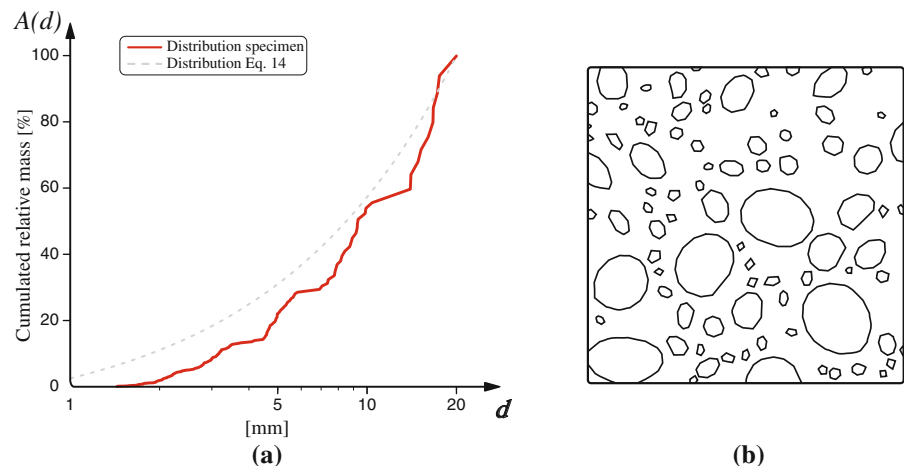 A(d)
Distribution specimen
Distribution Eq. 14
Cumulated relative mass [%]
100
80
60
40
20
0
1
5
10
20
d
[mm]
(a)
(b)